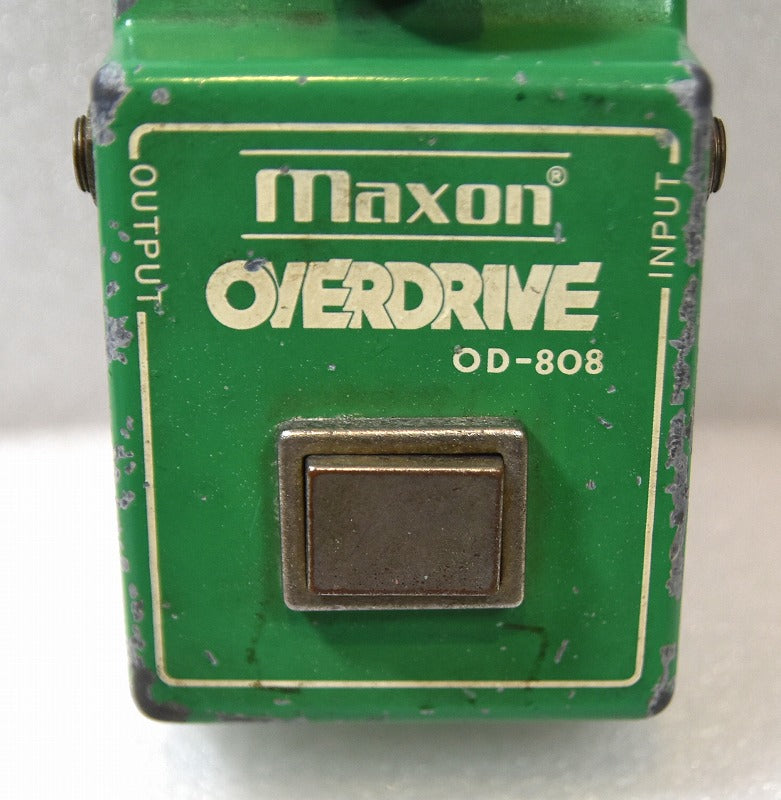 maxon®
OVERDRIVE
OD-808
OUTPUT
INPUT